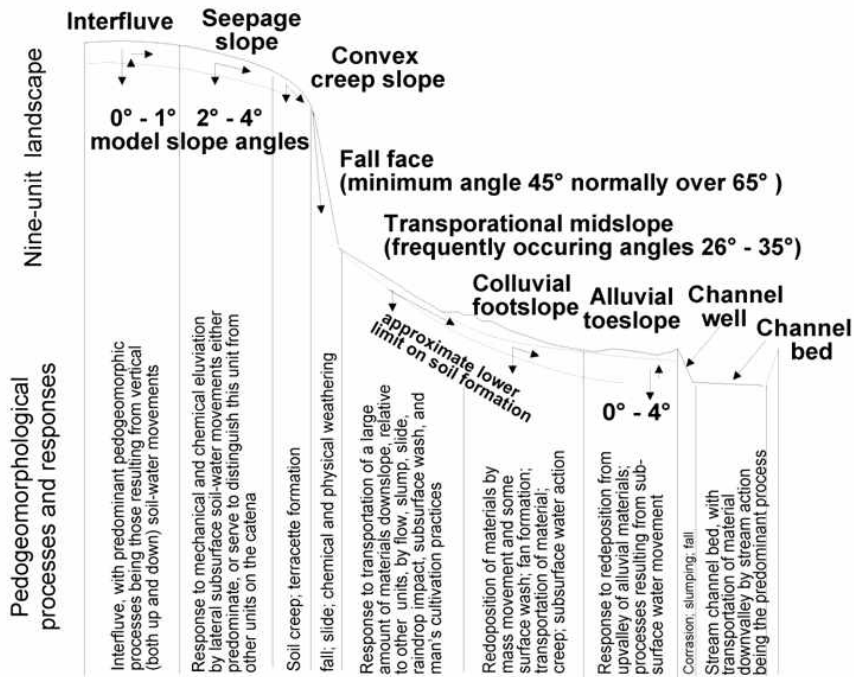 Interfluve
Seepage
slope
Convex
creep slope
0° - 1°
2° - 4°
model slope angles
Fall face
(minimum angle 45° normally over 65° )
Transporational midslope
(frequently occuring angles 26° - 35°)
Colluvial
footslope
Alluvial
toeslope
Channel
well
Channel
bed
approximate lower
limit on soil formation
0° - 4°
Nine-unit landscape
Pedogeomorphological
processes and responses
Interfluve, with predominant pedogeomorphic
processes being those resulting from vertical
(both up and down) soil-water movements)
Response to mechanical and chemical eluviation
by lateral subsurface soil-water movements either
predominate, or serve to distinguish this unit from
other units on the catena
Soil creep; terracette formation
fall; slide; chemical and physical weathering
Response to transportation of a large
amount of materials downslope, relative
to other units, by flow, slump, slide,
raindrop impact, subsurface wash, and
man's cultivation practices
Redoposition of materials by
mass movement and some
surface wash; fan formation;
transportation of material;
creep; subsurface water action
Response to redeposition from
upvalley of alluvial materials;
processes resulting from sub-
surface water movement
Corrasion; slumping; fall
Stream channel bed, with
transportation of material
downvalley by stream action
being the predominant process